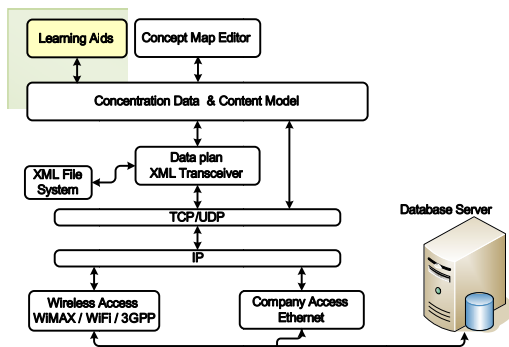 Learning Aids
Concept Map Editor
Concentration Data & Content Model
Data plan
XML Transceiver
XML File
System
TCP/UDP
Database Server
IP
Wireless Access
WiMAX / WiFi / 3GPP
Company Access
Ethernet